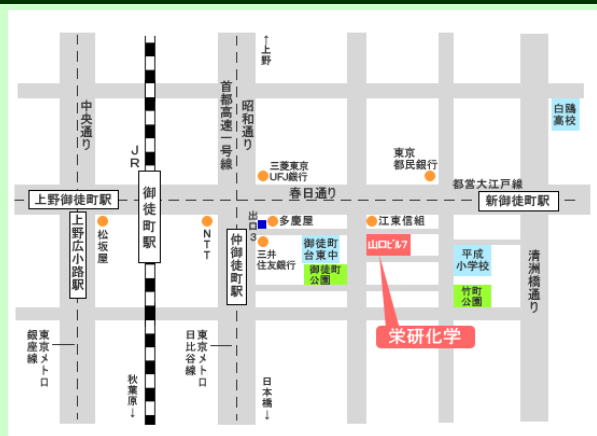 ↑上野
中央通り
首都高速一号線
昭和通り
白鴎
高校
JR
三菱東京
UFJ銀行
東京
都民銀行
春日通り
都営大江戸線
上野御徒町駅
御徒町駅
新御徒町駅
上野広小路駅
松坂屋
NTT
仲御徒町駅
出口3
多慶屋
江東信組
三井
住友銀行
御徒町
台東中
御徒町
公園
山口ビル7
平成
小学校
竹町
公園
清洲橋通り
栄研化学
東京メトロ
銀座線
秋葉原↓
東京メトロ
日比谷線
日本橋↓